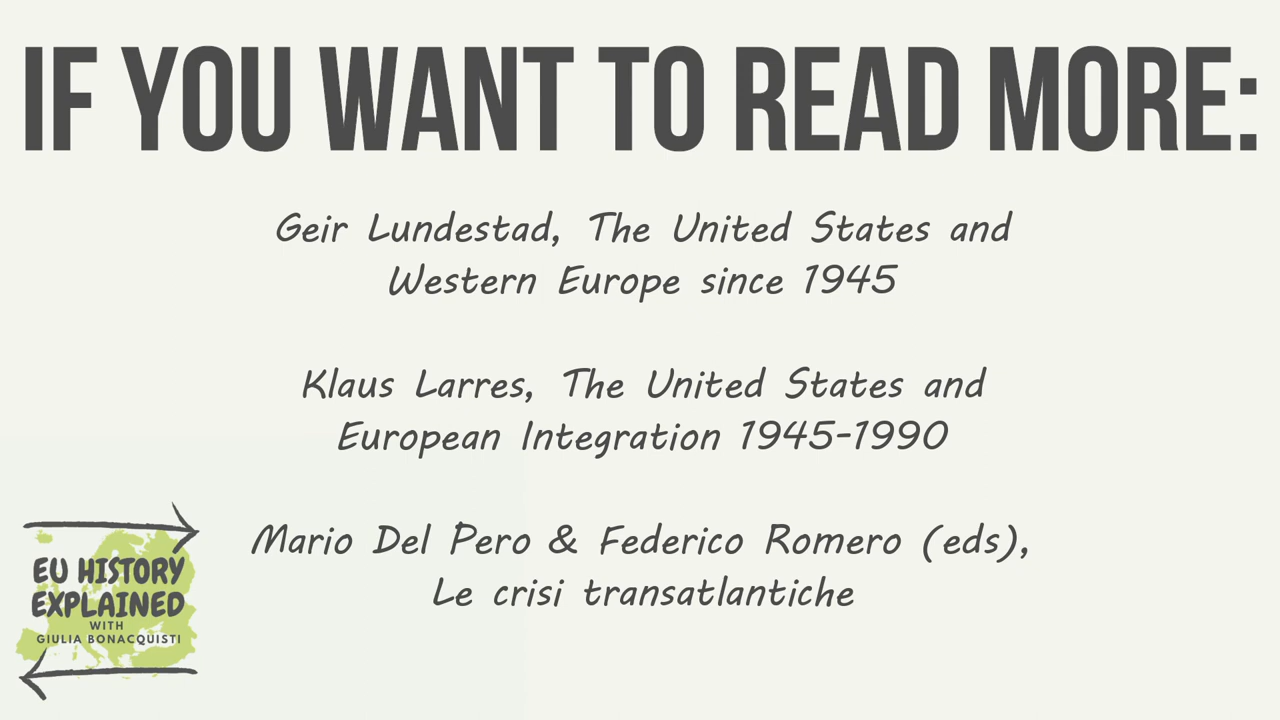 IF YOU WANT TO READ MORE:
Geir Lundestad, The United States and
Western Europe since 1945
Klaus Larres, The United States and
European Integration 1945-1990
Mario Del Pero & Federico Romero (eds),
Le crisi transatlantiche
EU HISTORY
EXPLAINED
WITH
GIULIA BONACQUISTI